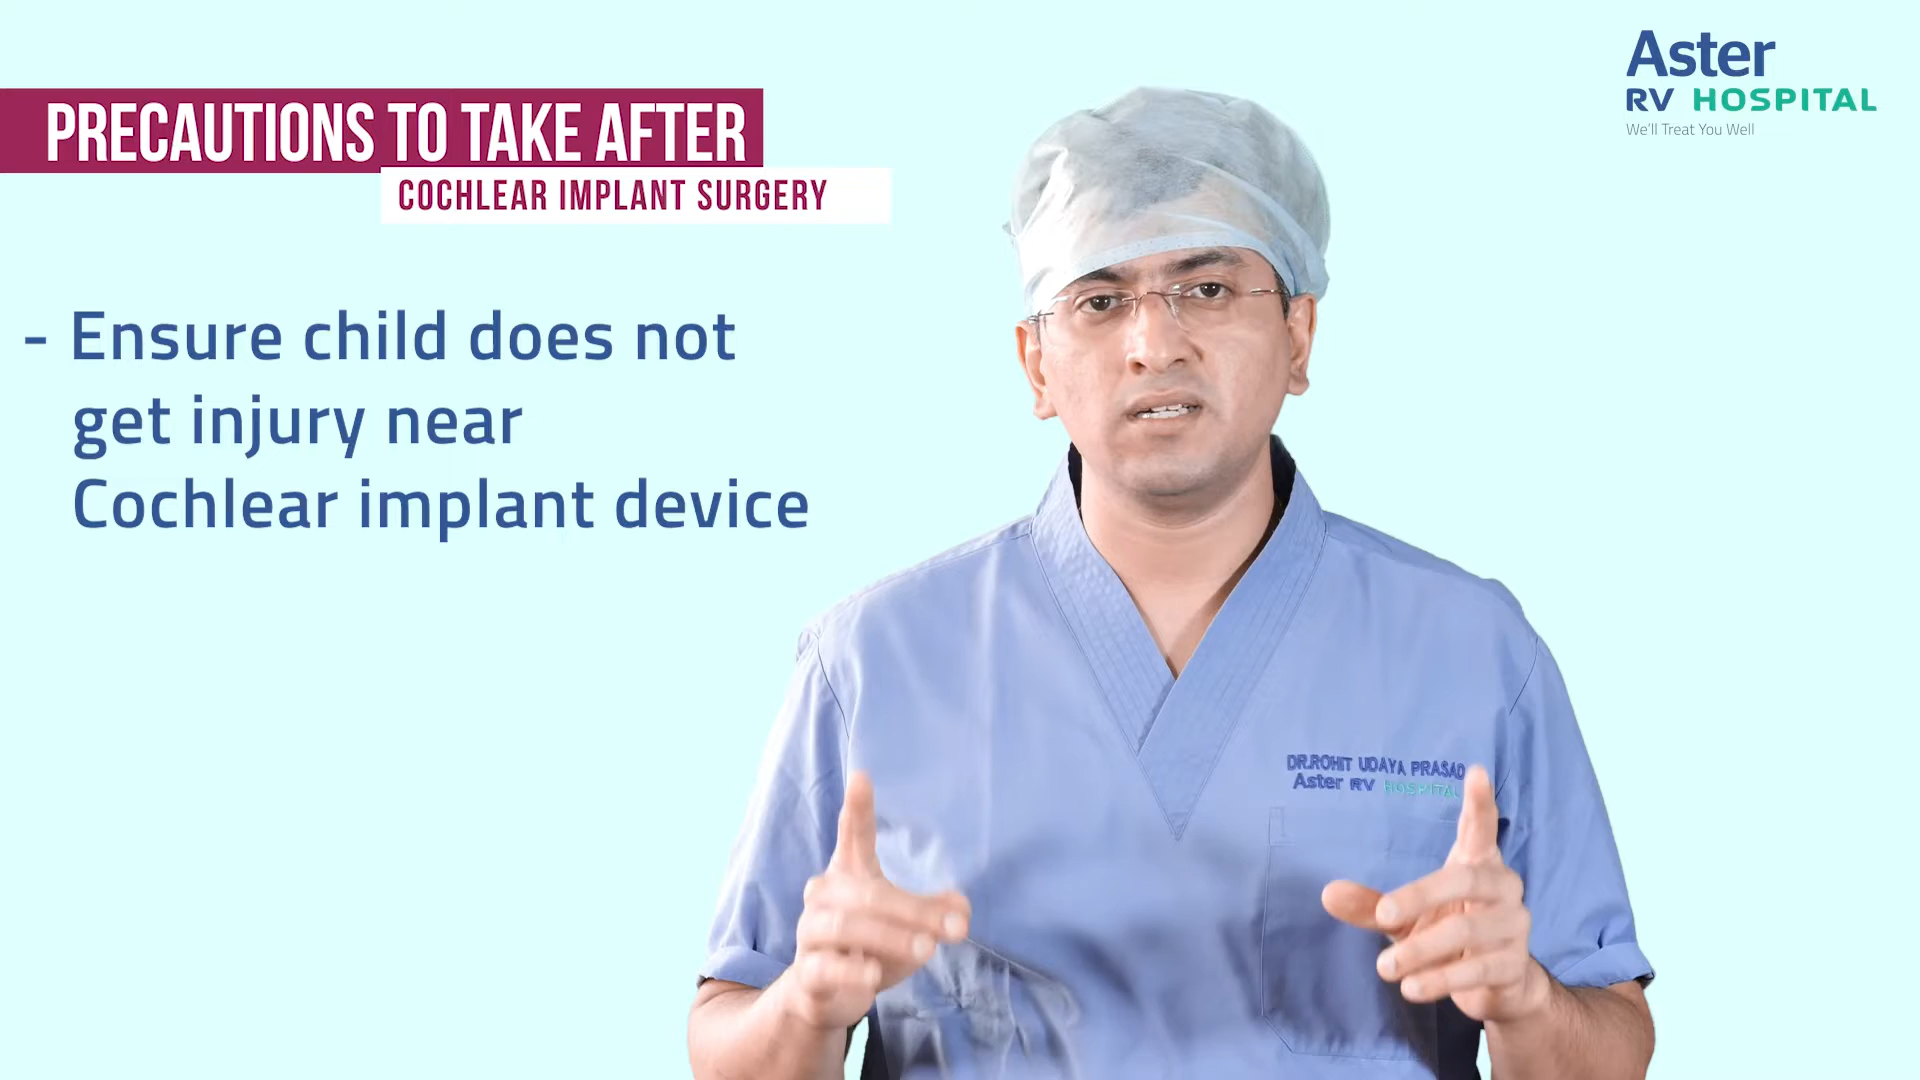 Aster
RV HOSPITAL
We'll Treat You Well
PRECAUTIONS TO TAKE AFTER
COCHLEAR IMPLANT SURGERY
- Ensure child does not
get injury near
Cochlear implant device
DR.ROHIT UDAYA PRASAD
Aster RV HOSPITAL